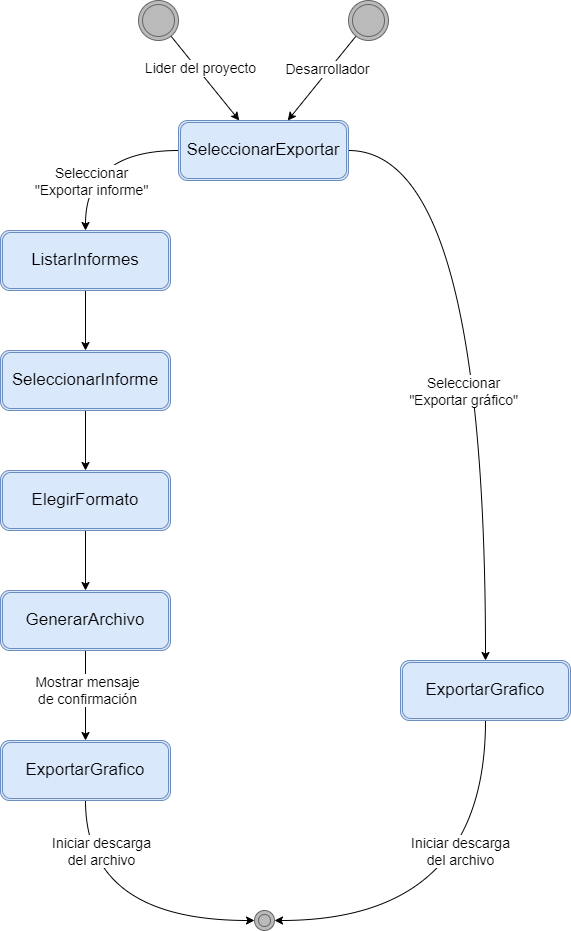 Lider del proyecto
Desarrollador
SeleccionarExportar
Seleccionar
"Exportar informe"
ListarInformes
SeleccionarInforme
Seleccionar
"Exportar gráfico"
ElegirFormato
GenerarArchivo
Mostrar mensaje
de confirmación
ExportarGrafico
ExportarGrafico
Iniciar descarga
del archivo
Iniciar descarga
del archivo